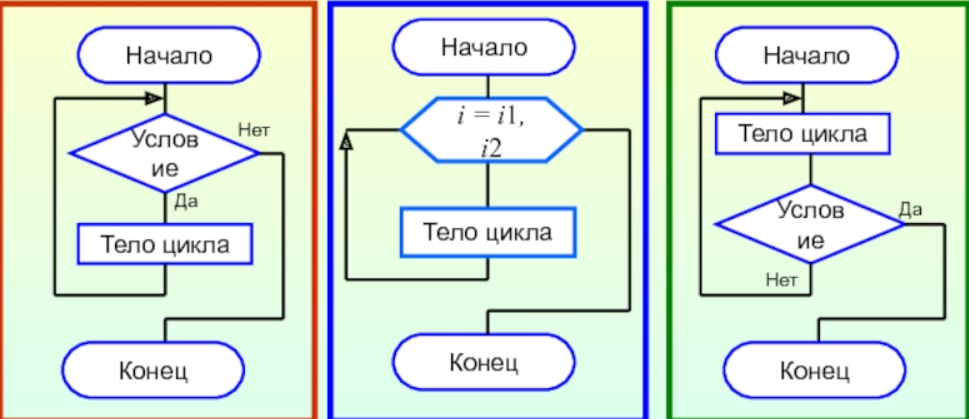 Начало
Услов
ие
Нет
Да
Тело цикла
Конец
Начало
i = i1,
i2
Тело цикла
Конец
Начало
Тело цикла
Услов
ие
Да
Нет
Конец